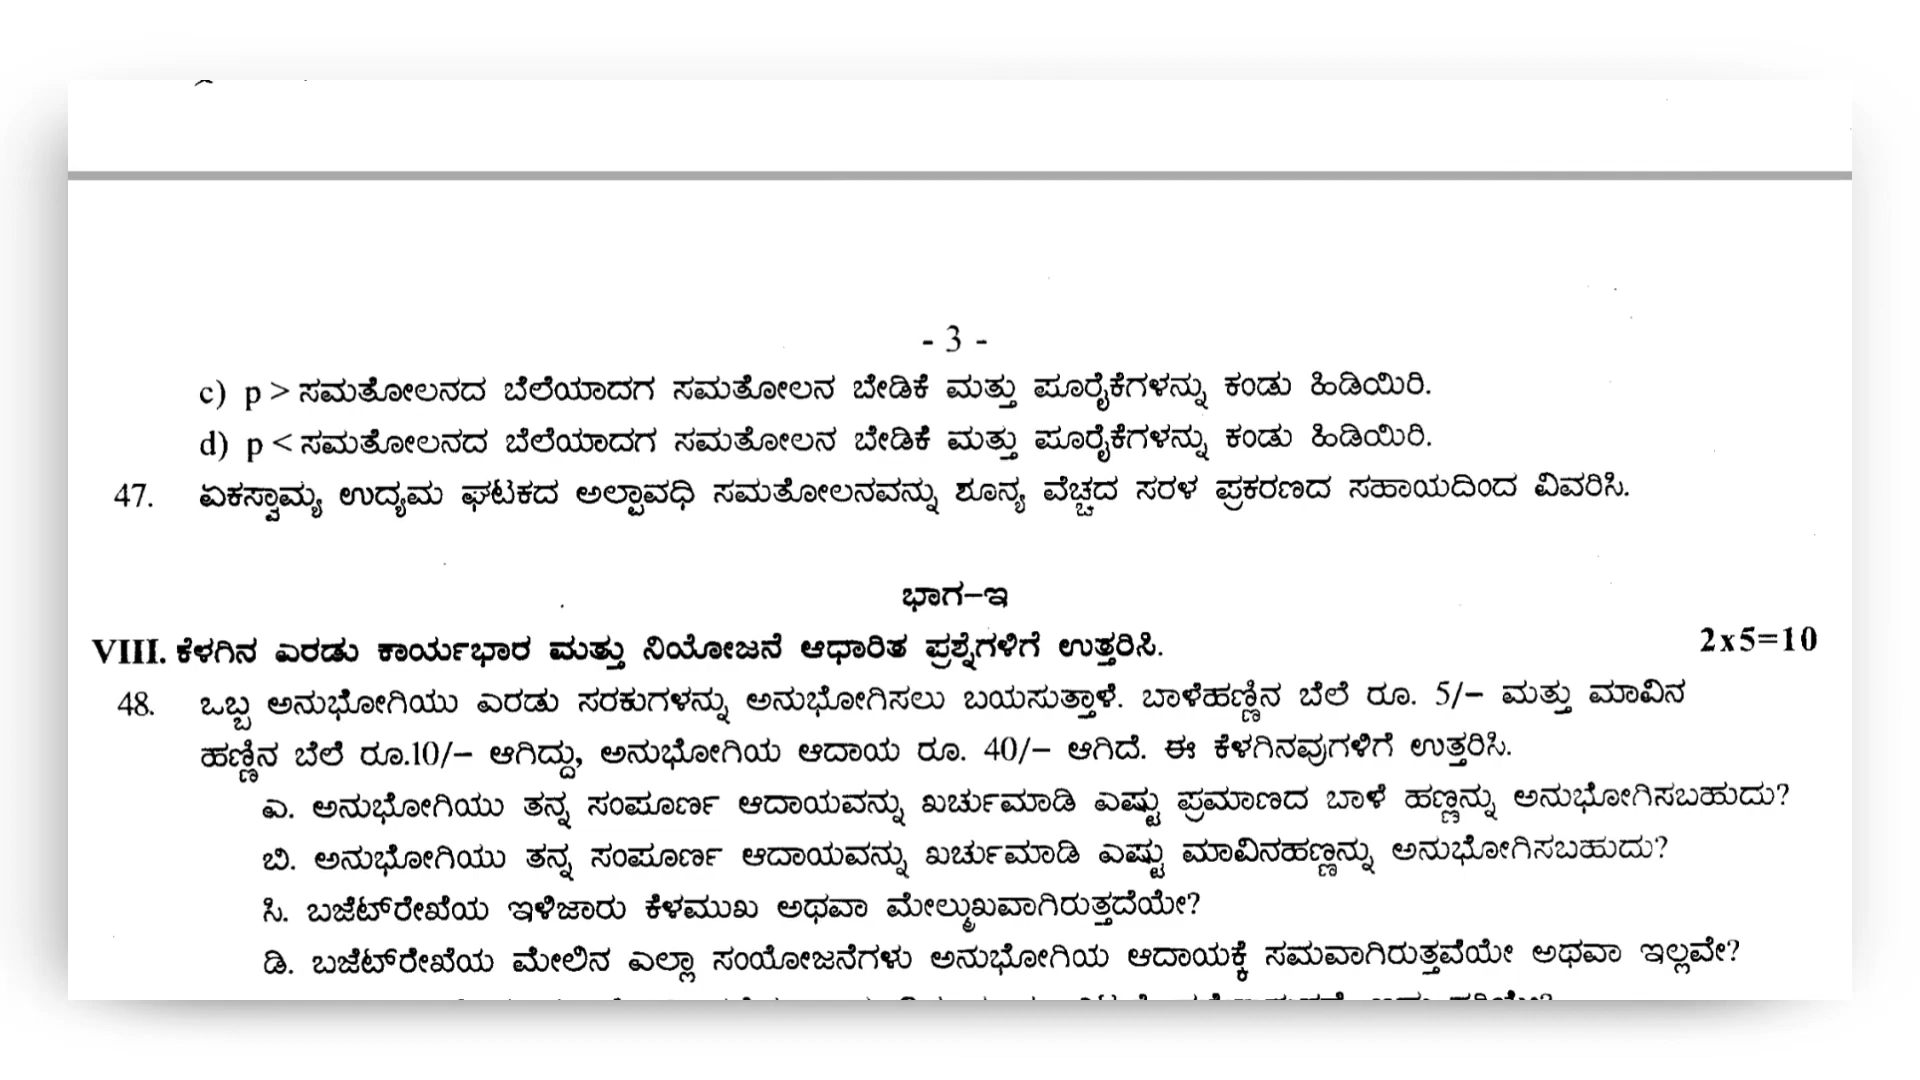 - 3 -
c) p > ಸಮತೋಲನದ ಬೆಲೆಯಾದಗ ಸಮತೋಲನ ಬೇಡಿಕೆ ಮತ್ತು ಪೂರೈಕೆಗಳನ್ನು ಕಂಡು ಹಿಡಿಯಿರಿ.
d) p < ಸಮತೋಲನದ ಬೆಲೆಯಾದಗ ಸಮತೋಲನ ಬೇಡಿಕೆ ಮತ್ತು ಪೂರೈಕೆಗಳನ್ನು ಕಂಡು ಹಿಡಿಯಿರಿ.
47. ಏಕಸ್ವಾಮ್ಯ ಉದ್ಯಮ ಘಟಕದ ಅಲ್ಪಾವಧಿ ಸಮತೋಲನವನ್ನು ಶೂನ್ಯ ವೆಚ್ಚದ ಸರಳ ಪ್ರಕರಣದ ಸಹಾಯದಿಂದ ವಿವರಿಸಿ.
ಭಾಗ–ಇ
VIII. ಕೆಳಗಿನ ಎರಡು ಕಾರ್ಯಭಾರ ಮತ್ತು ನಿಯೋಜನೆ ಆಧಾರಿತ ಪ್ರಶ್ನೆಗಳಿಗೆ ಉತ್ತರಿಸಿ. 2x5=10
48. ಒಬ್ಬ ಅನುಭೋಗಿಯು ಎರಡು ಸರಕುಗಳನ್ನು ಅನುಭೋಗಿಸಲು ಬಯಸುತ್ತಾಳೆ. ಬಾಳೆಹಣ್ಣಿನ ಬೆಲೆ ರೂ. 5/– ಮತ್ತು ಮಾವಿನ
ಹಣ್ಣಿನ ಬೆಲೆ ರೂ.10/– ಆಗಿದ್ದು, ಅನುಭೋಗಿಯ ಆದಾಯ ರೂ. 40/– ಆಗಿದೆ. ಈ ಕೆಳಗಿನವುಗಳಿಗೆ ಉತ್ತರಿಸಿ.
ಎ. ಅನುಭೋಗಿಯು ತನ್ನ ಸಂಪೂರ್ಣ ಆದಾಯವನ್ನು ಖರ್ಚುಮಾಡಿ ಎಷ್ಟು ಪ್ರಮಾಣದ ಬಾಳೆ ಹಣ್ಣನ್ನು ಅನುಭೋಗಿಸಬಹುದು?
ಬಿ. ಅನುಭೋಗಿಯು ತನ್ನ ಸಂಪೂರ್ಣ ಆದಾಯವನ್ನು ಖರ್ಚುಮಾಡಿ ಎಷ್ಟು ಮಾವಿನಹಣ್ಣನ್ನು ಅನುಭೋಗಿಸಬಹುದು?
ಸಿ. ಬಜೆಟ್‌ರೇಖೆಯ ಇಳಿಜಾರು ಕೆಳಮುಖ ಅಥವಾ ಮೇಲ್ಮುಖವಾಗಿರುತ್ತದೆಯೇ?
ಡಿ. ಬಜೆಟ್‌ರೇಖೆಯ ಮೇಲಿನ ಎಲ್ಲಾ ಸಂಯೋಜನೆಗಳು ಅನುಭೋಗಿಯ ಆದಾಯಕ್ಕೆ ಸಮವಾಗಿರುತ್ತವೆಯೇ ಅಥವಾ ಇಲ್ಲವೇ?